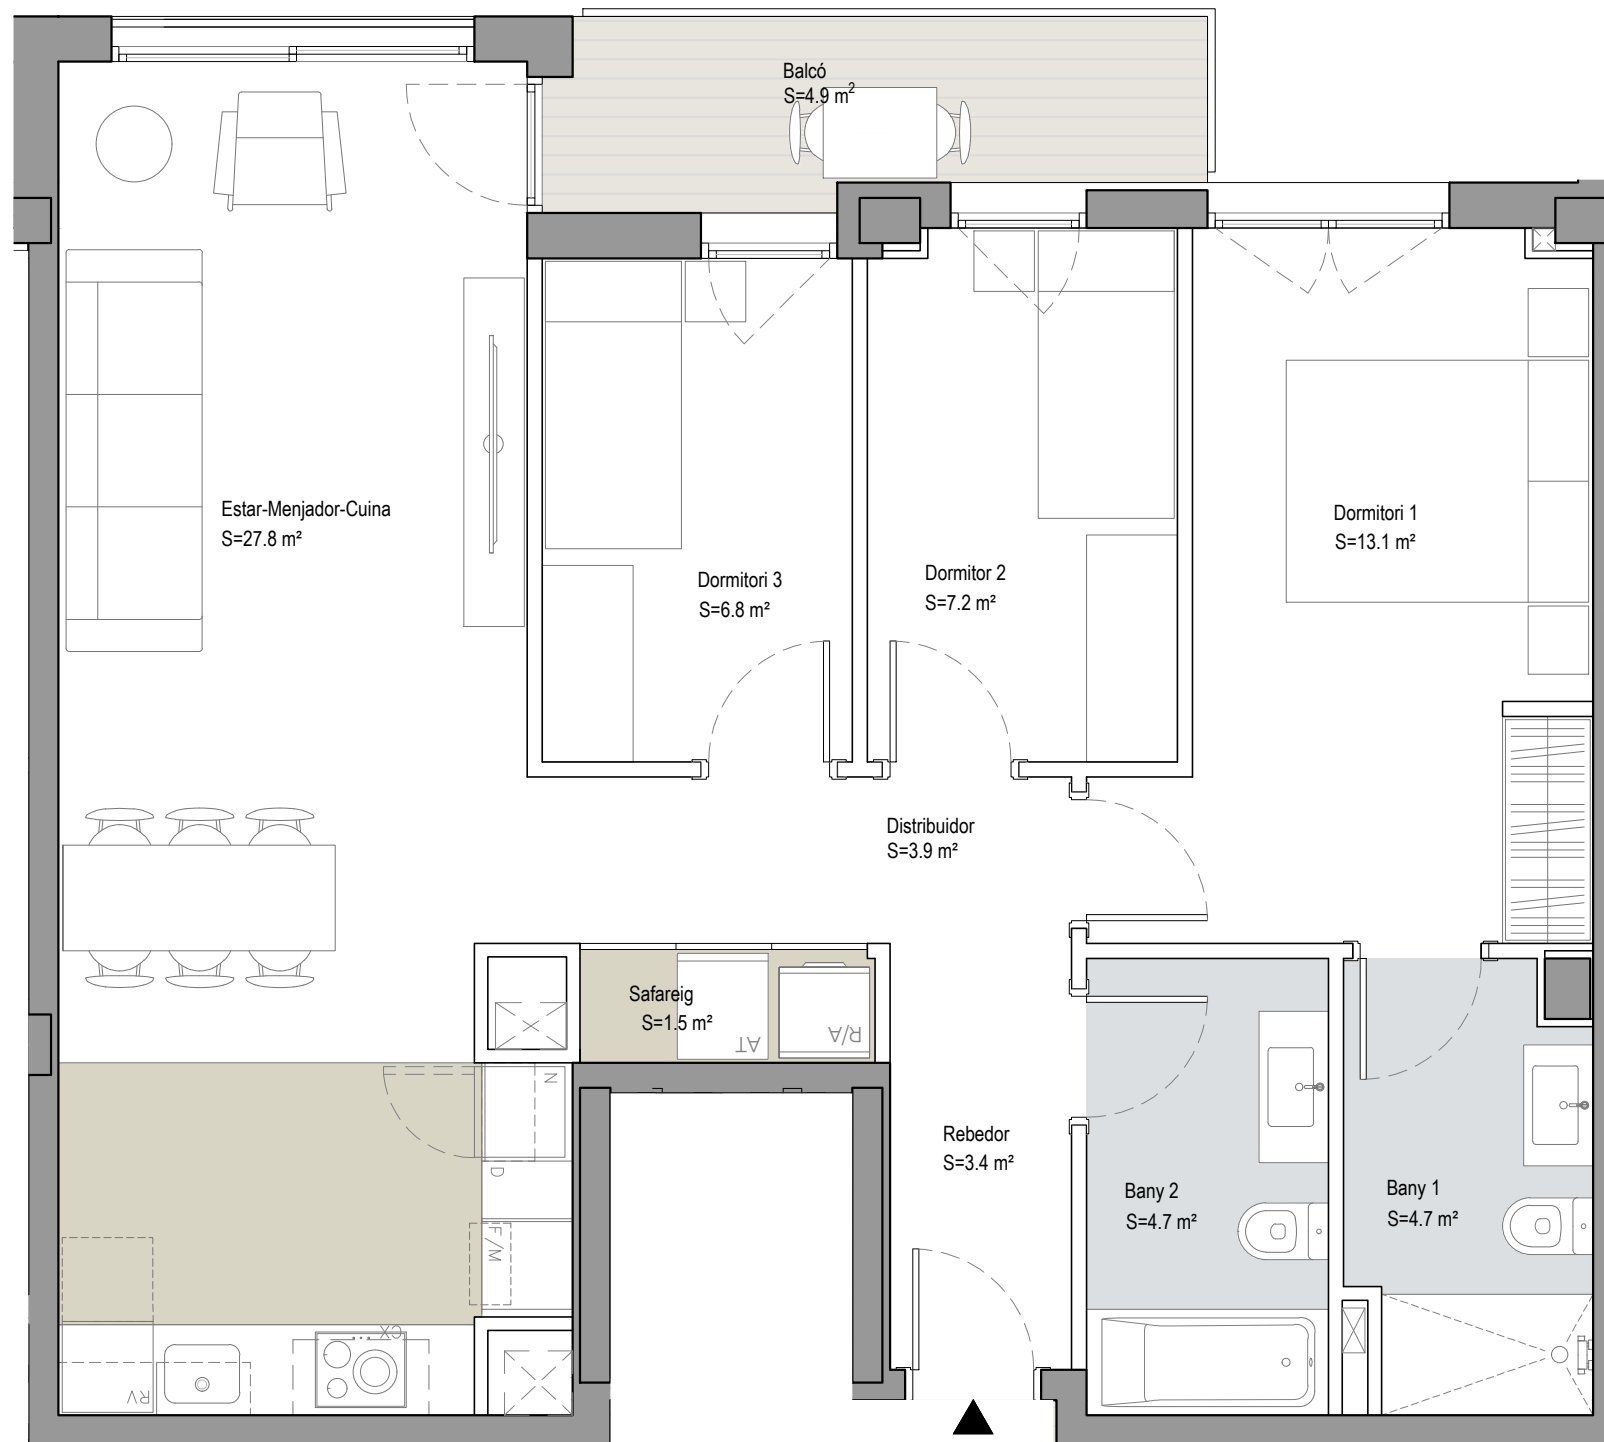 Balcó
S=4.9 m²
Estar-Menjador-Cuina
S=27.8 m²
Dormitori 3
S=6.8 m²
Dormitor 2
S=7.2 m²
Dormitori 1
S=13.1 m²
Distribuidor
S=3.9 m²
Safareig
S=1.5 m²
AT
R/A
N
D
F/M
Rebedor
S=3.4 m²
Bany 2
S=4.7 m²
Bany 1
S=4.7 m²
CX
RV